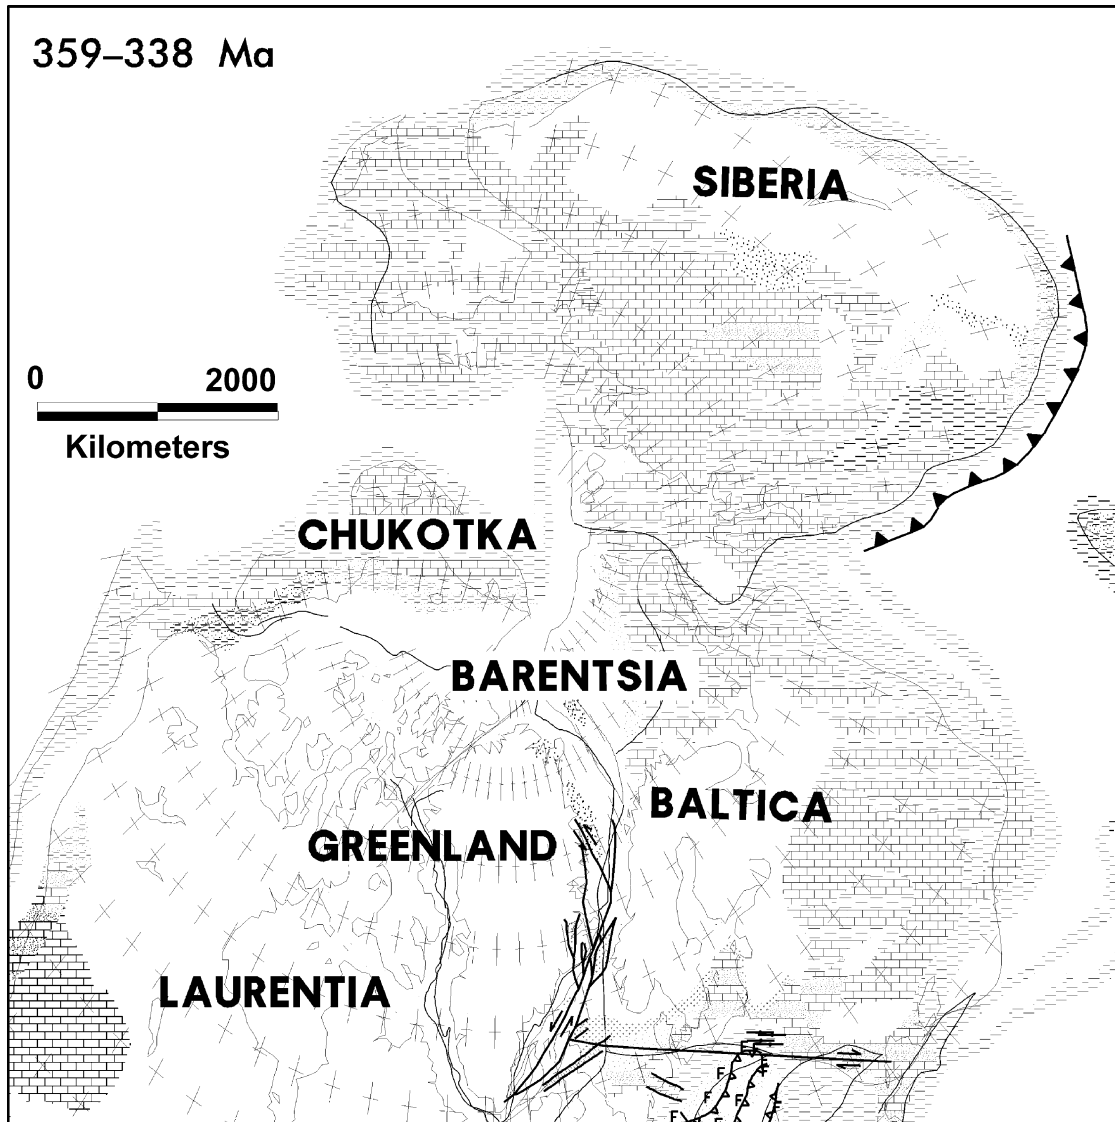 359–338 Ma
SIBERIA
0 2000
Kilometers
CHUKOTKA
BARENTSIA
BALTICA
GREENLAND
LAURENTIA
F F
F F
F F
F